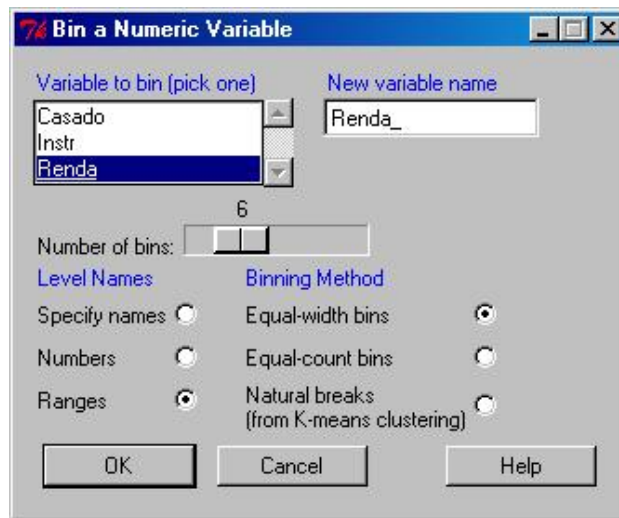 Bin a Numeric Variable
Variable to bin (pick one)
New variable name
Casado
Instr
Renda
Renda_
6
Number of bins:
Level Names
Binning Method
Specify names
Equal-width bins
Numbers
Equal-count bins
Ranges
Natural breaks
(from K-means clustering)
OK
Cancel
Help